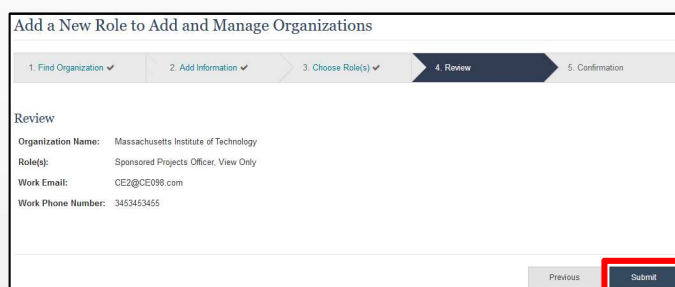 Add a New Role to Add and Manage Organizations
1. Find Organization ✔ 2. Add Information ✔ 3. Choose Role(s) ✔ 4. Review 5. Confirmation
Review
Organization Name: Massachusetts Institute of Technology
Role(s): Sponsored Projects Officer, View Only
Work Email: CE2@CE098.com
Work Phone Number: 3453453455
Previous Submit